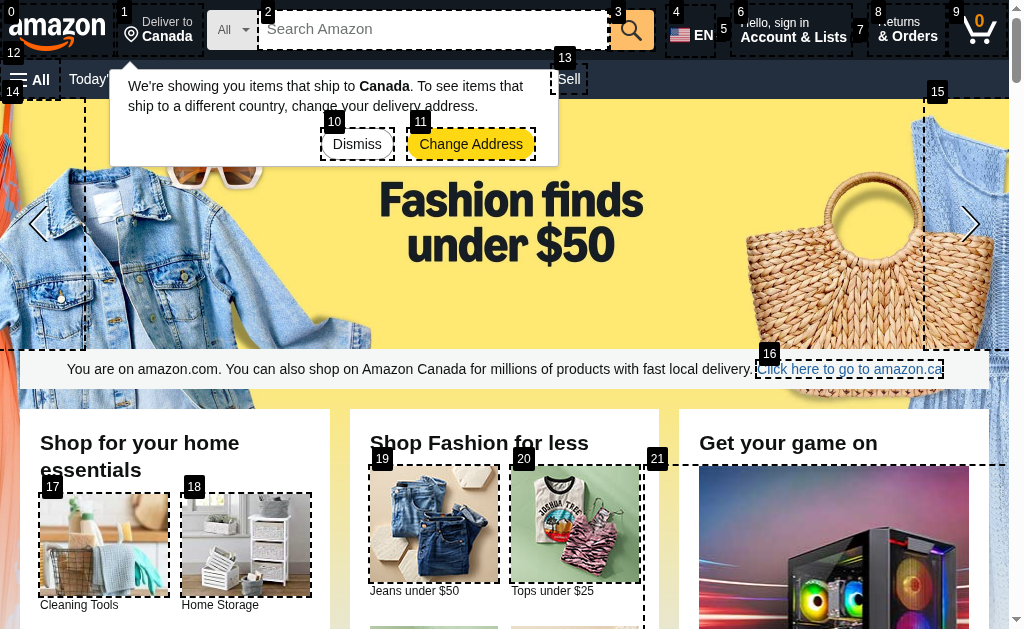 0
1
2
3
4
5
6
7
8
9
amazon
Deliver to
Canada
All
Search Amazon
EN
Hello, sign in
Account & Lists
Returns
& Orders
0
12
13
All
Today'
Sell
14
15
We're showing you items that ship to Canada. To see items that
ship to a different country, change your delivery address.
10
11
Dismiss
Change Address
Fashion finds
under $50
16
You are on amazon.com. You can also shop on Amazon Canada for millions of products with fast local delivery. Click here to go to amazon.ca
Shop for your home
essentials
17
18
Cleaning Tools
Home Storage
Shop Fashion for less
19
20
JOSHUA TREE
Jeans under $50
Tops under $25
Get your game on
21